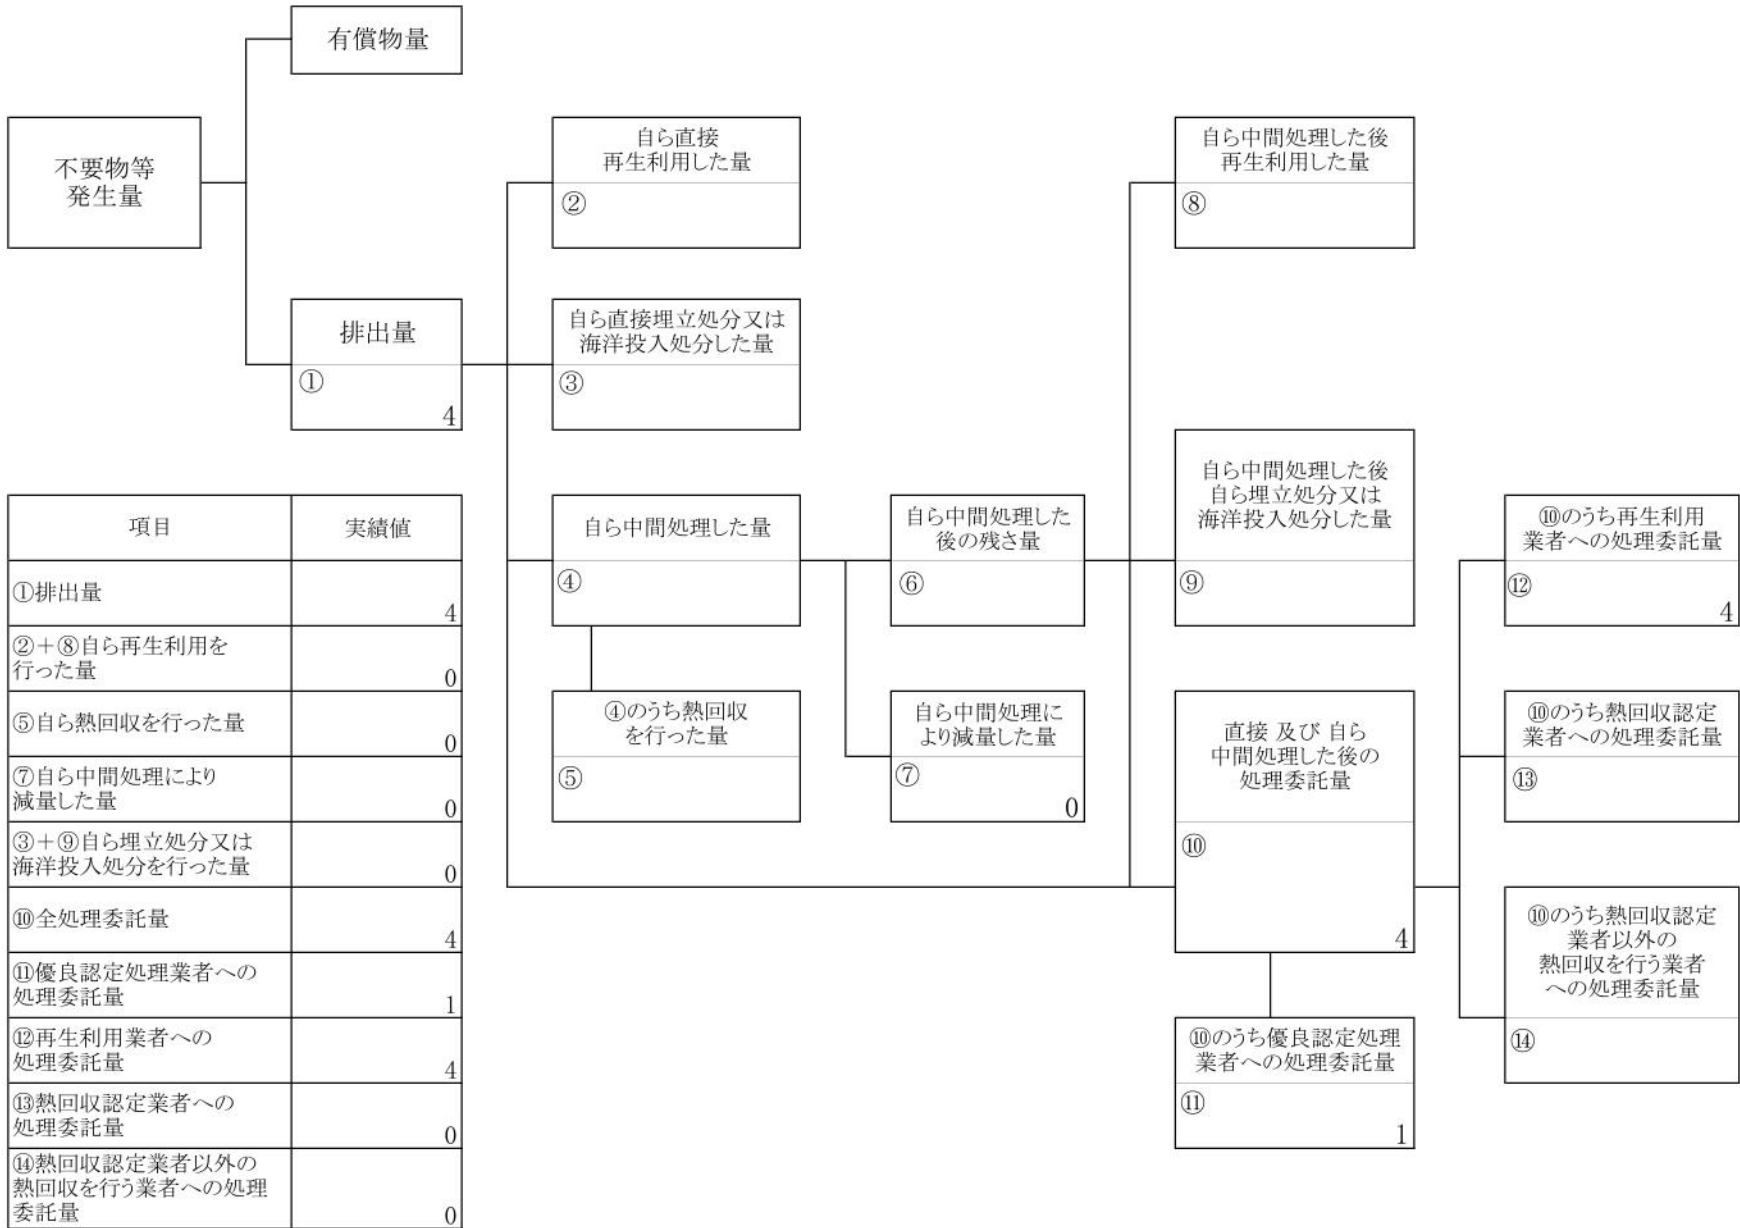 有償物量
不要物等
発生量
排出量
①
4
自ら直接
再生利用した量
②
自ら直接埋立処分又は
海洋投入処分した量
③
自ら中間処理した量
④
④のうち熱回収
を行った量
⑤
自ら中間処理した
後の残さ量
⑥
自ら中間処理に
より減量した量
⑦
0
自ら中間処理した後
再生利用した量
⑧
自ら中間処理した後
自ら埋立処分又は
海洋投入処分した量
⑨
直接 及び 自ら
中間処理した後の
処理委託量
⑩
4
⑩のうち優良認定処理
業者への処理委託量
⑪
1
⑩のうち再生利用
業者への処理委託量
⑫
4
⑩のうち熱回収認定
業者への処理委託量
⑬
⑩のうち熱回収認定
業者以外の
熱回収を行う業者
への処理委託量
⑭
項目 実績値
①排出量
4
②+⑧自ら再生利用を
行った量
0
⑤自ら熱回収を行った量
0
⑦自ら中間処理により
減量した量
0
③+⑨自ら埋立処分又は
海洋投入処分を行った量
0
⑩全処理委託量
4
⑪優良認定処理業者への
処理委託量
1
⑫再生利用業者への
処理委託量
4
⑬熱回収認定業者への
処理委託量
0
⑭熱回収認定業者以外の
熱回収を行う業者への処理
委託量
0